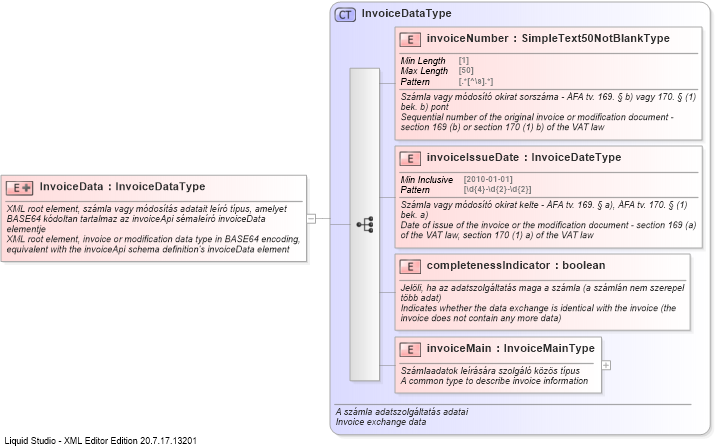 CT InvoiceDataType
E invoiceNumber : SimpleText50NotBlankType
Min Length [1]
Max Length [50]
Pattern [.*[^\s].*]
Számla vagy módosító okirat sorszáma - ÁFA tv. 169. § b) vagy 170. § (1)
bek. b) pont
Sequential number of the original invoice or modification document -
section 169 (b) or section 170 (1) b) of the VAT law
E invoiceIssueDate : InvoiceDateType
Min Inclusive [2010-01-01]
Pattern [\d{4}-\d{2}-\d{2}]
Számla vagy módosító okirat kelte - ÁFA tv. 169. § a), ÁFA tv. 170. § (1)
bek. a)
Date of issue of the invoice or the modification document - section 169 (a)
of the VAT law, section 170 (1) a) of the VAT law
E InvoiceData : InvoiceDataType
XML root element, számla vagy módosítás adatait leíró típus, amelyet
BASE64 kódoltan tartalmaz az invoiceApi sémaleíró invoiceData
elementje
XML root element, invoice or modification data type in BASE64 encoding,
equivalent with the invoiceApi schema definition's invoiceData element
E completenessIndicator : boolean
Jelöli, ha az adatszolgáltatás maga a számla (a számlán nem szerepel
több adat)
Indicates whether the data exchange is identical with the invoice (the
invoice does not contain any more data)
E invoiceMain : InvoiceMainType
Számlaadatok leírására szolgáló közös típus
A common type to describe invoice information
A számla adatszolgáltatás adatai
Invoice exchange data
Liquid Studio - XML Editor Edition 20.7.17.13201